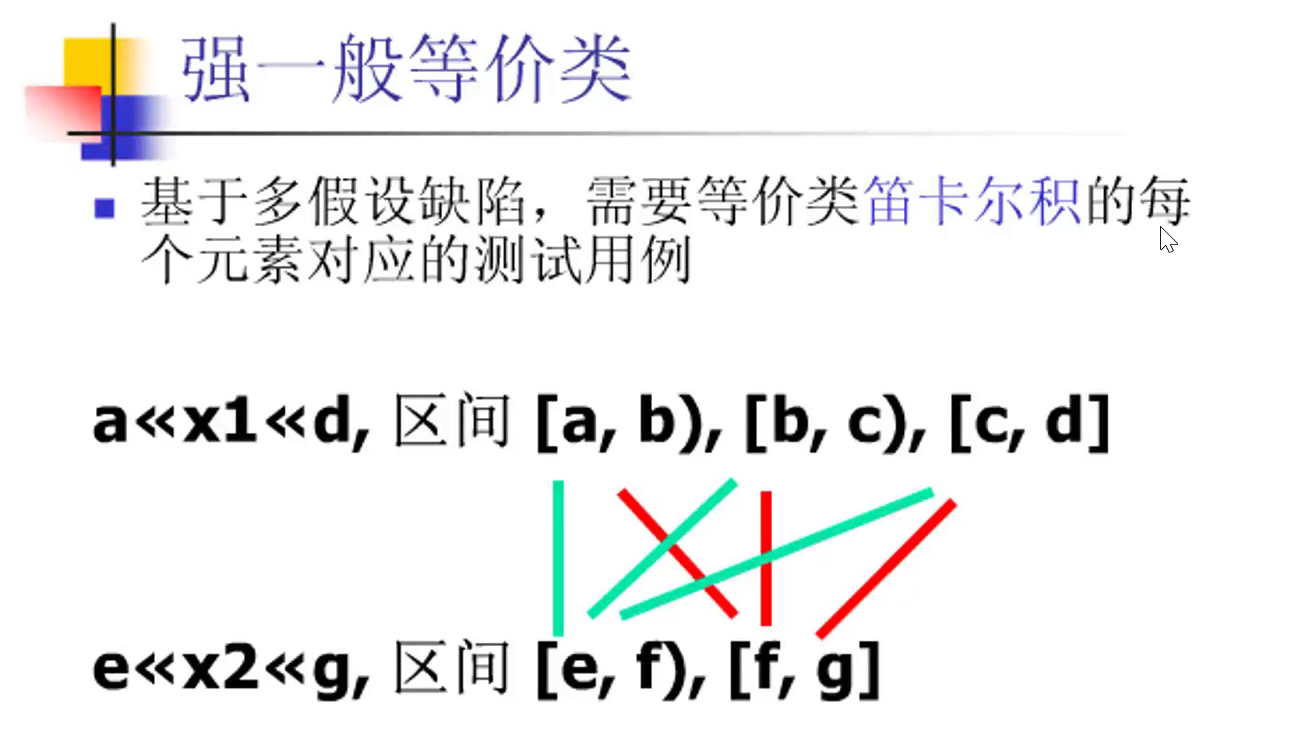 强一般等价类
基于多假设缺陷，需要等价类笛卡尔积的每
个元素对应的测试用例
a«x1«d, 区间 [a, b), [b, c), [c, d]
e«x2«g, 区间 [e, f), [f, g]